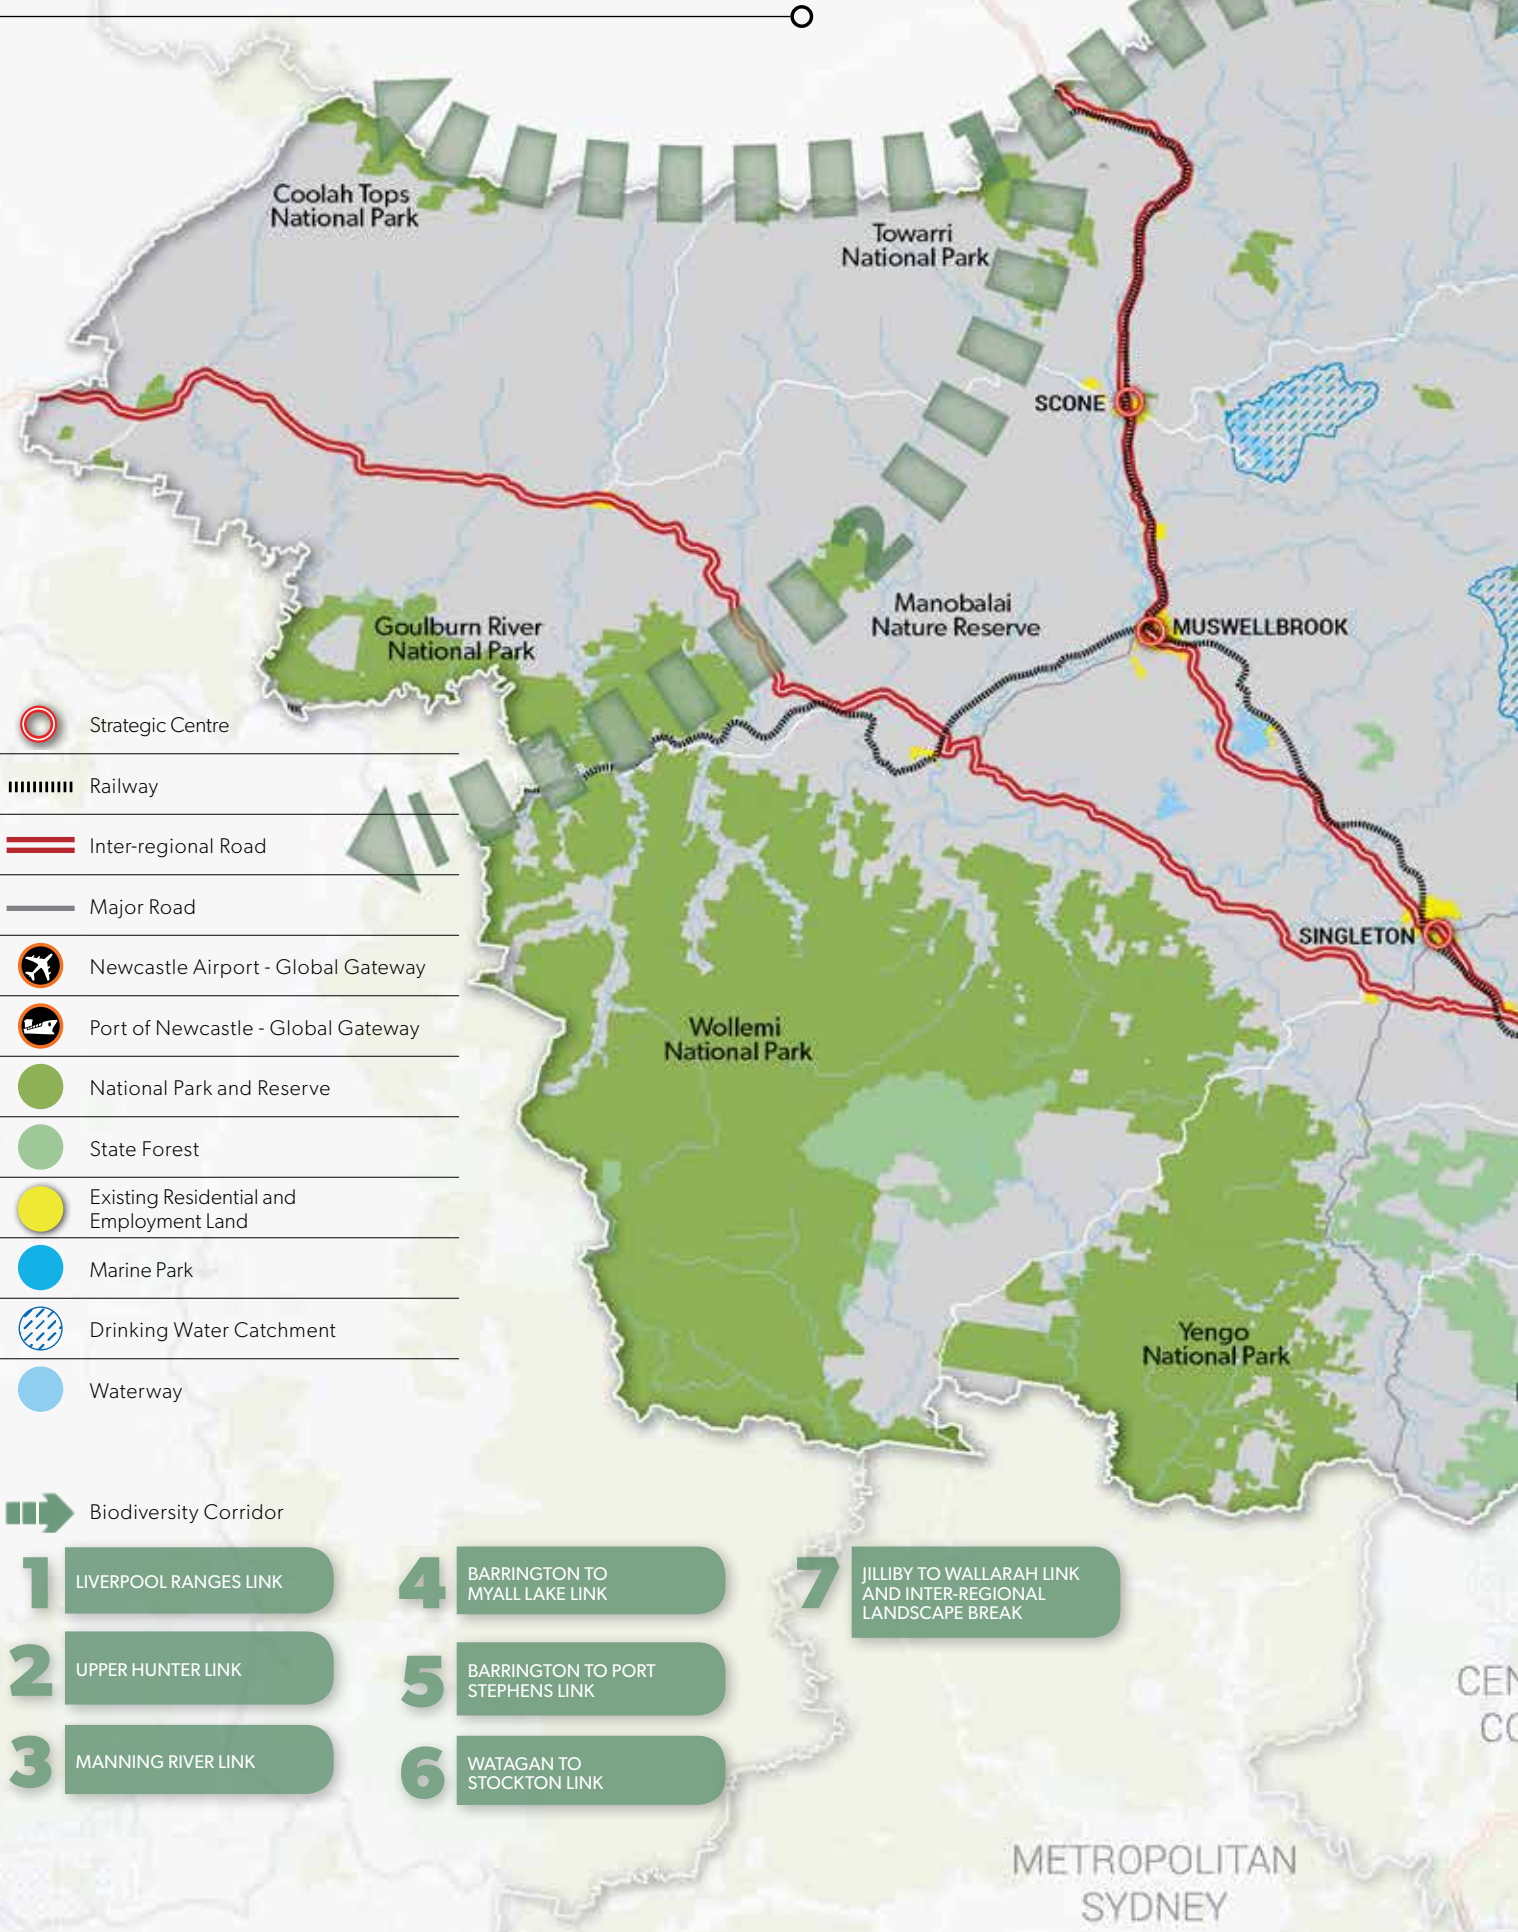 1
Coolah Tops
National Park
Towarri
National Park
SCONE
2
Manobalai
Nature Reserve
Goulburn River
National Park
MUSWELLBROOK
Strategic Centre
Railway
Inter-regional Road
Major Road
Newcastle Airport - Global Gateway
Port of Newcastle - Global Gateway
National Park and Reserve
State Forest
Existing Residential and
Employment Land
Marine Park
Drinking Water Catchment
Waterway
SINGLETON
Wollemi
National Park
Yengo
National Park
Biodiversity Corridor
1 LIVERPOOL RANGES LINK
2 UPPER HUNTER LINK
3 MANNING RIVER LINK
4 BARRINGTON TO
MYALL LAKE LINK
5 BARRINGTON TO PORT
STEPHENS LINK
6 WATAGAN TO
STOCKTON LINK
7 JILLIBY TO WALLARAH LINK
AND INTER-REGIONAL
LANDSCAPE BREAK
CEN
CO
METROPOLITAN
SYDNEY